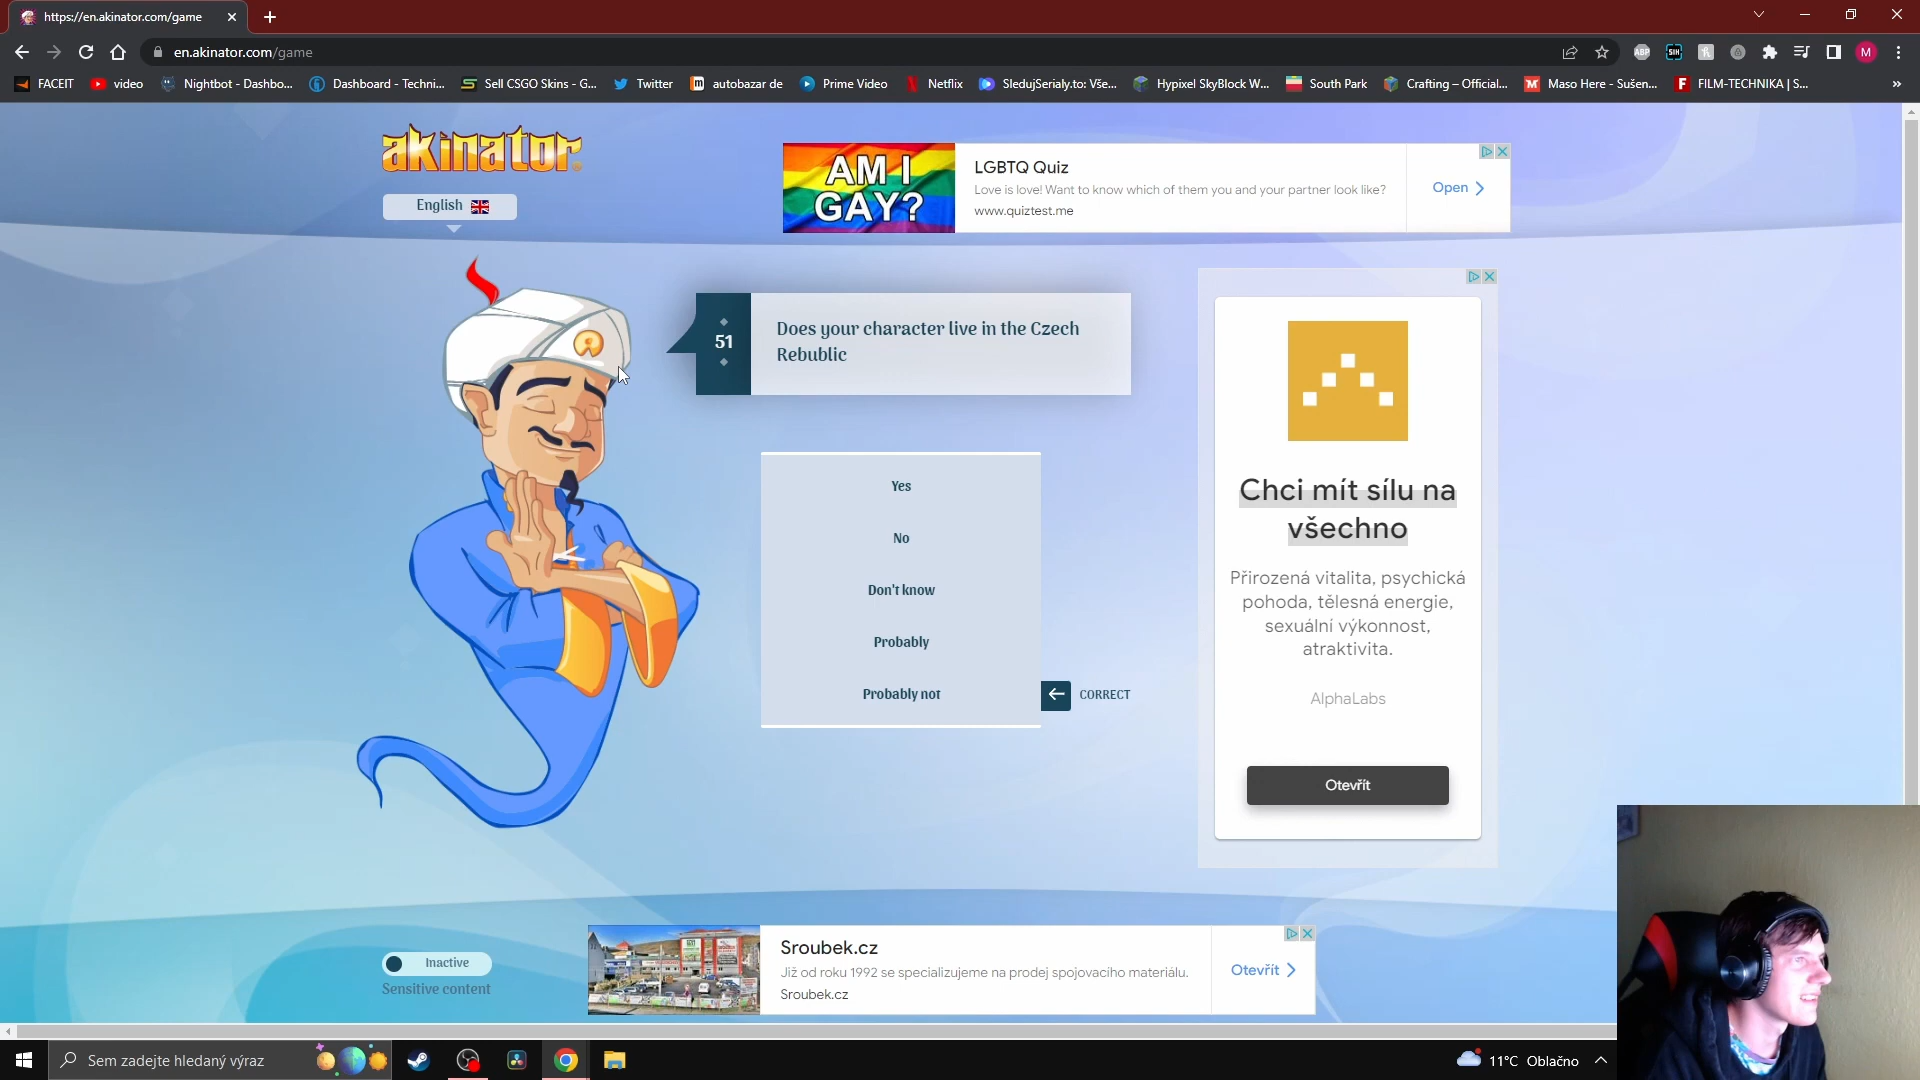 https://en.akinator.com/game
en.akinator.com/game
FACEIT
video
Nightbot - Dashbo...
Dashboard - Techni...
Sell CSGO Skins - G...
Twitter
autobazar de
Prime Video
Netflix
SledujSerialy.to: Vše...
Hypixel SkyBlock W...
South Park
Crafting – Official...
Maso Here - Sušen...
FILM-TECHNIKA | S...
»
ABP
SIH
M
akinator
English
AM I
GAY?
LGBTQ Quiz
Love is love! Want to know which of them you and your partner look like?
www.quiztest.me
Open
51
Does your character live in the Czech
Rebublic
Yes
No
Don't know
Probably
Probably not
CORRECT
Chci mít sílu na
všechno
Přirozená vitalita, psychická
pohoda, tělesná energie,
sexuální výkonnost,
atraktivita.
AlphaLabs
Otevřít
Inactive
Sensitive content
Sroubek.cz
Již od roku 1992 se specializujeme na prodej spojovacího materiálu.
Sroubek.cz
Otevřít
Sem zadejte hledaný výraz
11°C Oblačno